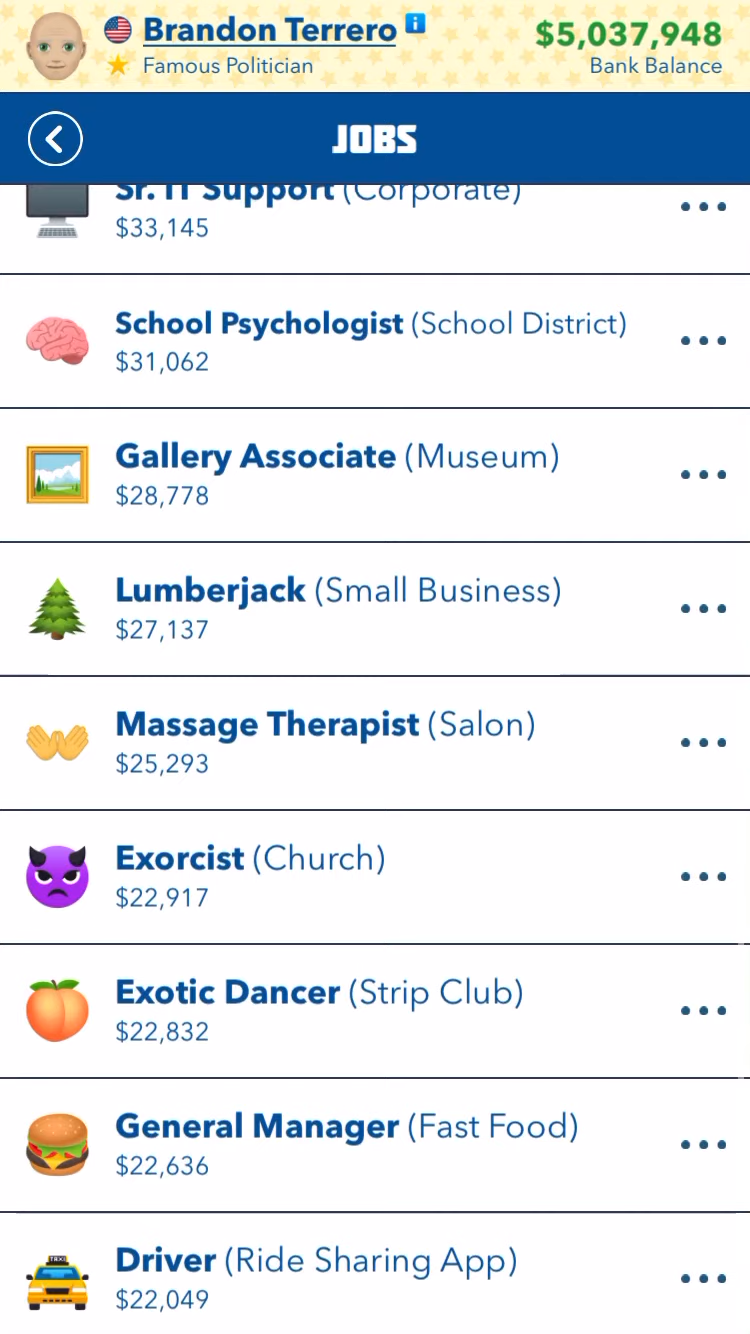 Brandon Terrero
$5,037,948
Famous Politician
Bank Balance
JOBS
Sr. IT Support (Corporate)
$33,145
School Psychologist (School District)
$31,062
Gallery Associate (Museum)
$28,778
Lumberjack (Small Business)
$27,137
Massage Therapist (Salon)
$25,293
Exorcist (Church)
$22,917
Exotic Dancer (Strip Club)
$22,832
General Manager (Fast Food)
$22,636
TAXI
Driver (Ride Sharing App)
$22,049